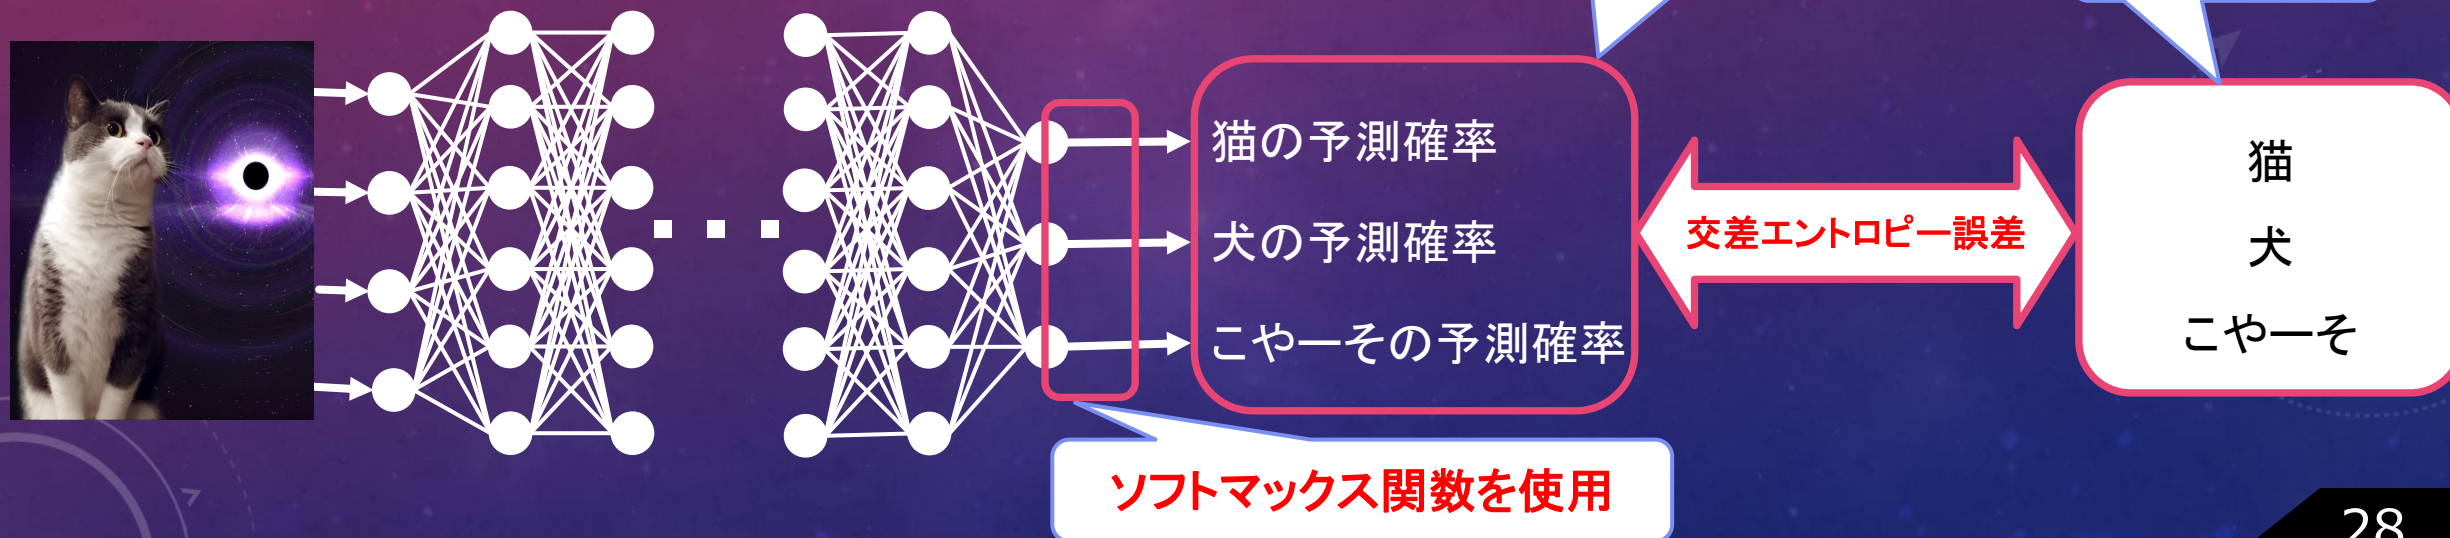 猫の予測確率
犬の予測確率
こやーその予測確率
交差エントロピー誤差
猫
犬
こやーそ
ソフトマックス関数を使用
28